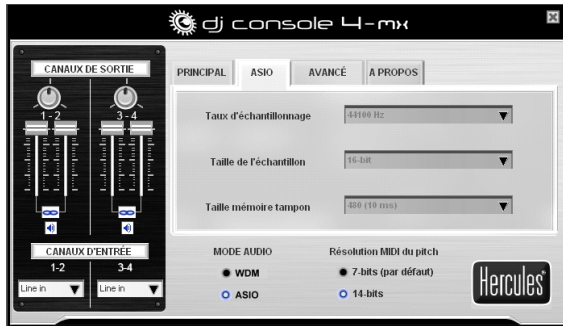 dj console 4-mx
CANAUX DE SORTIE
1-2 3-4
PRINCIPAL ASIO AVANCÉ A PROPOS
Taux d'échantillonnage 44100 Hz
Taille de l'échantillon 16-bit
Taille mémoire tampon 480 (10 ms)
CANAUX D'ENTRÉE
1-2 3-4
Line in Line in
MODE AUDIO
WDM
ASIO
Résolution MIDI du pitch
7-bits (par défaut)
14-bits
Hercules